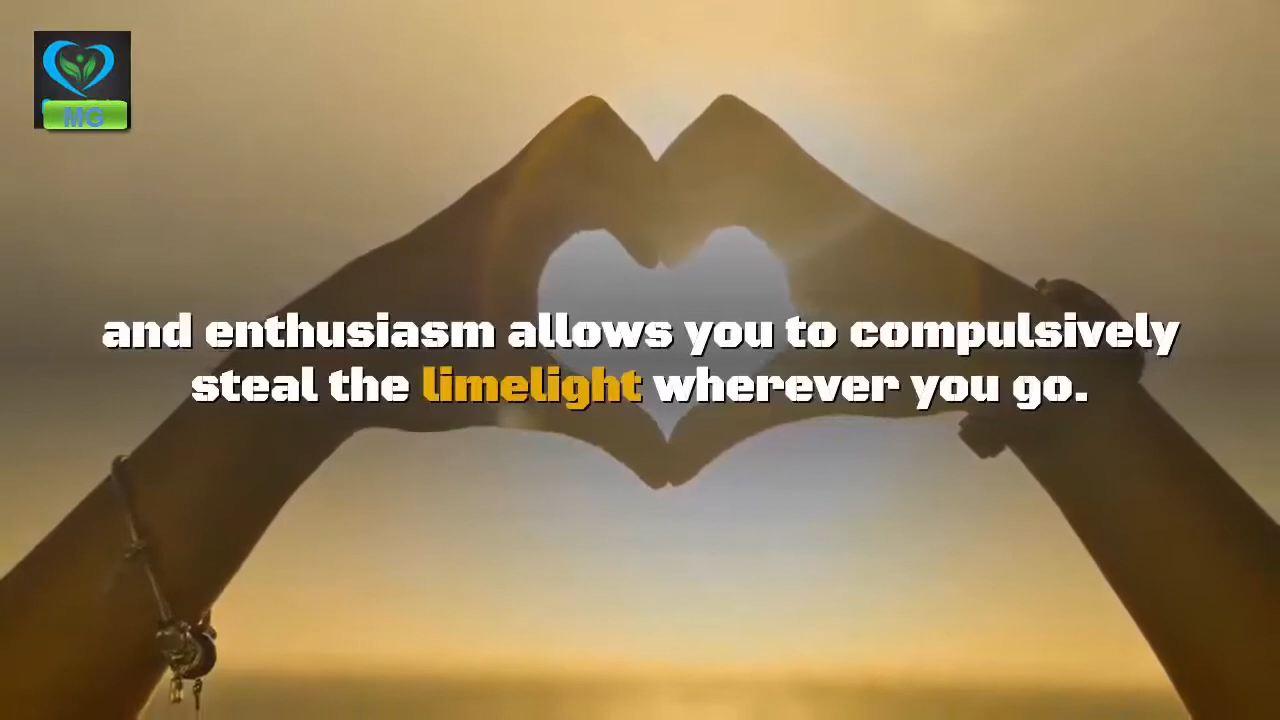 MG
and enthusiasm allows you to compulsively
steal the limelight wherever you go.